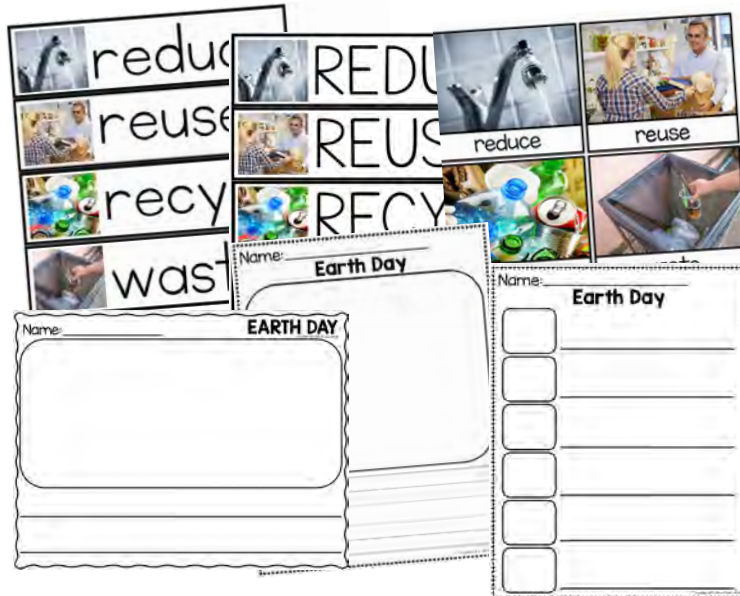 reduc
reuse
recy
wast
REDU
REUS
RECY
reduce
reuse
Name:
Earth Day
Name:
EARTH DAY
Name:
Earth Day